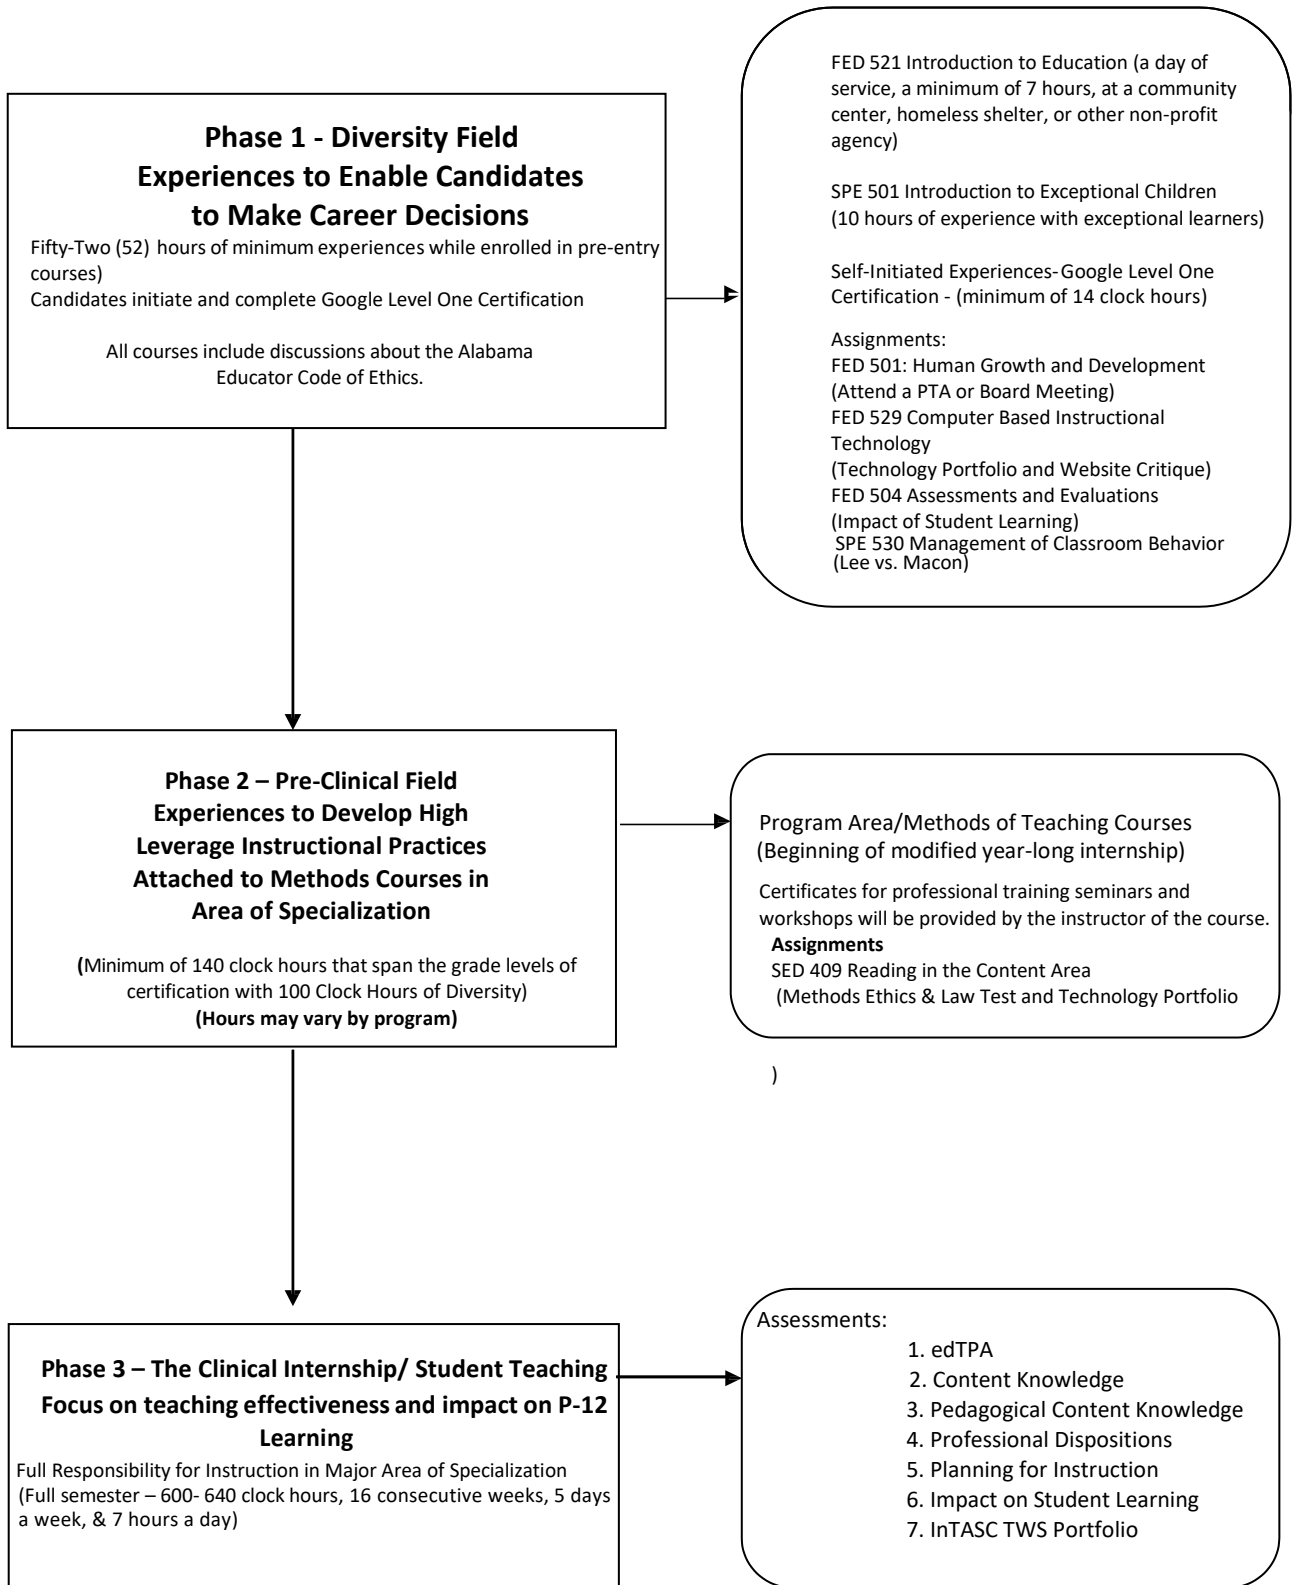 Phase 1 - Diversity Field
Experiences to Enable Candidates
to Make Career Decisions
Fifty-Two (52) hours of minimum experiences while enrolled in pre-entry
courses)
Candidates initiate and complete Google Level One Certification
All courses include discussions about the Alabama
Educator Code of Ethics.
FED 521 Introduction to Education (a day of
service, a minimum of 7 hours, at a community
center, homeless shelter, or other non-profit
agency)
SPE 501 Introduction to Exceptional Children
(10 hours of experience with exceptional learners)
Self-Initiated Experiences-Google Level One
Certification - (minimum of 14 clock hours)
Assignments:
FED 501: Human Growth and Development
(Attend a PTA or Board Meeting)
FED 529 Computer Based Instructional
Technology
(Technology Portfolio and Website Critique)
FED 504 Assessments and Evaluations
(Impact of Student Learning)
SPE 530 Management of Classroom Behavior
(Lee vs. Macon)
Phase 2 – Pre-Clinical Field
Experiences to Develop High
Leverage Instructional Practices
Attached to Methods Courses in
Area of Specialization
(Minimum of 140 clock hours that span the grade levels of
certification with 100 Clock Hours of Diversity)
(Hours may vary by program)
Program Area/Methods of Teaching Courses
(Beginning of modified year-long internship)
Certificates for professional training seminars and
workshops will be provided by the instructor of the course.
Assignments
SED 409 Reading in the Content Area
(Methods Ethics & Law Test and Technology Portfolio
)
Phase 3 – The Clinical Internship/ Student Teaching
Focus on teaching effectiveness and impact on P-12
Learning
Full Responsibility for Instruction in Major Area of Specialization
(Full semester – 600- 640 clock hours, 16 consecutive weeks, 5 days
a week, & 7 hours a day)
Assessments:
1. edTPA
2. Content Knowledge
3. Pedagogical Content Knowledge
4. Professional Dispositions
5. Planning for Instruction
6. Impact on Student Learning
7. InTASC TWS Portfolio